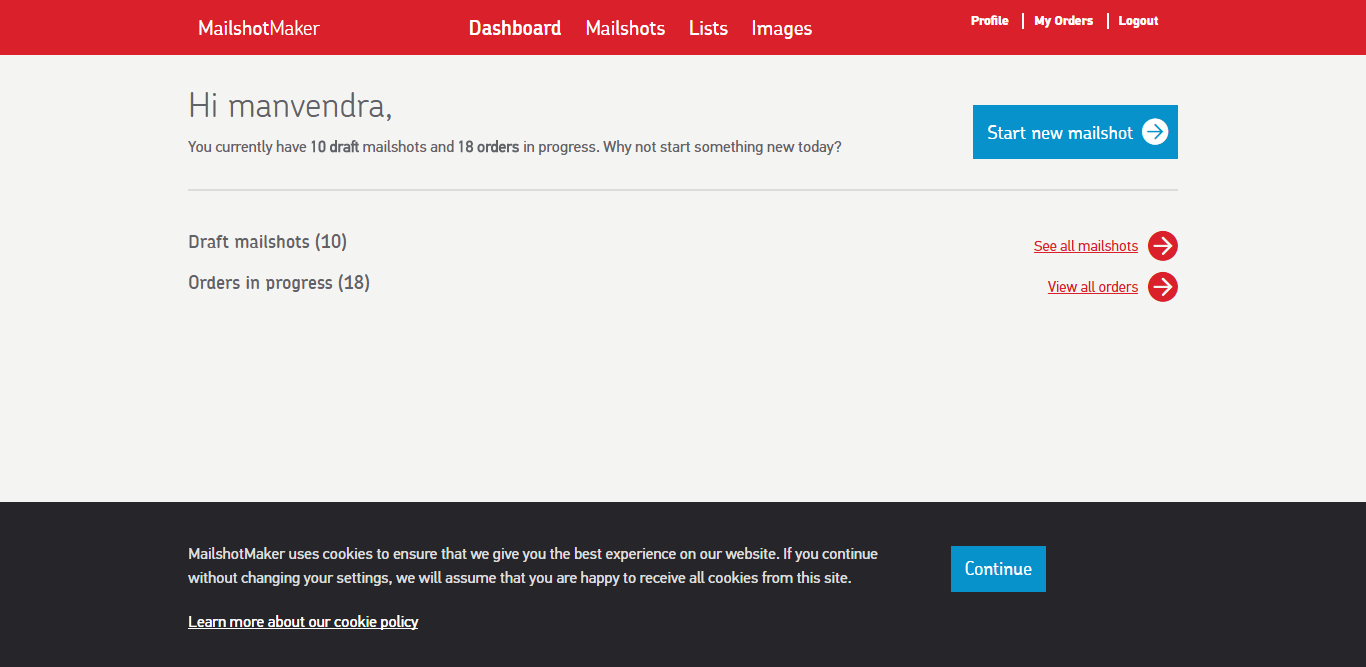 MailshotMaker
Dashboard Mailshots Lists Images
Profile My Orders Logout
Hi manvendra,
You currently have 10 draft mailshots and 18 orders in progress. Why not start something new today?
Start new mailshot
Draft mailshots (10)
See all mailshots
Orders in progress (18)
View all orders
MailshotMaker uses cookies to ensure that we give you the best experience on our website. If you continue
without changing your settings, we will assume that you are happy to receive all cookies from this site.
Continue
Learn more about our cookie policy